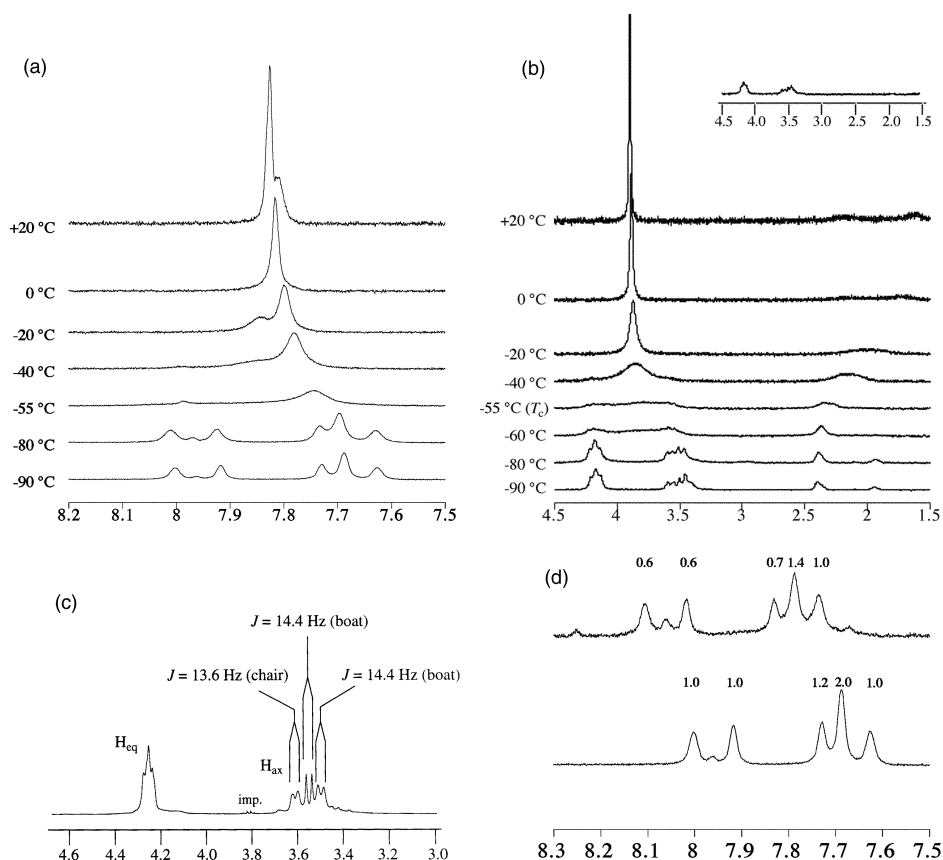 (a)
+20 °C
0 °C
-20 °C
-40 °C
-55 °C
-80 °C
-90 °C
8.2 8.1 8 7.9 7.8 7.7 7.6 7.5
(b)
4.5 4.0 3.5 3.0 2.5 2.0 1.5
+20 °C
0 °C
-20 °C
-40 °C
-55 °C (Tc)
-60 °C
-80 °C
-90 °C
4.5 4 3.5 3 2.5 2 1.5
(c)
J = 14.4 Hz (boat)
J = 13.6 Hz (chair)
J = 14.4 Hz (boat)
Heq
Hax
imp.
4.6 4.4 4.2 4.0 3.8 3.6 3.4 3.2 3.0
(d)
0.6 0.6 0.7 1.4 1.0
1.0 1.0 1.2 2.0 1.0
8.3 8.2 8.1 8 7.9 7.8 7.7 7.6 7.5